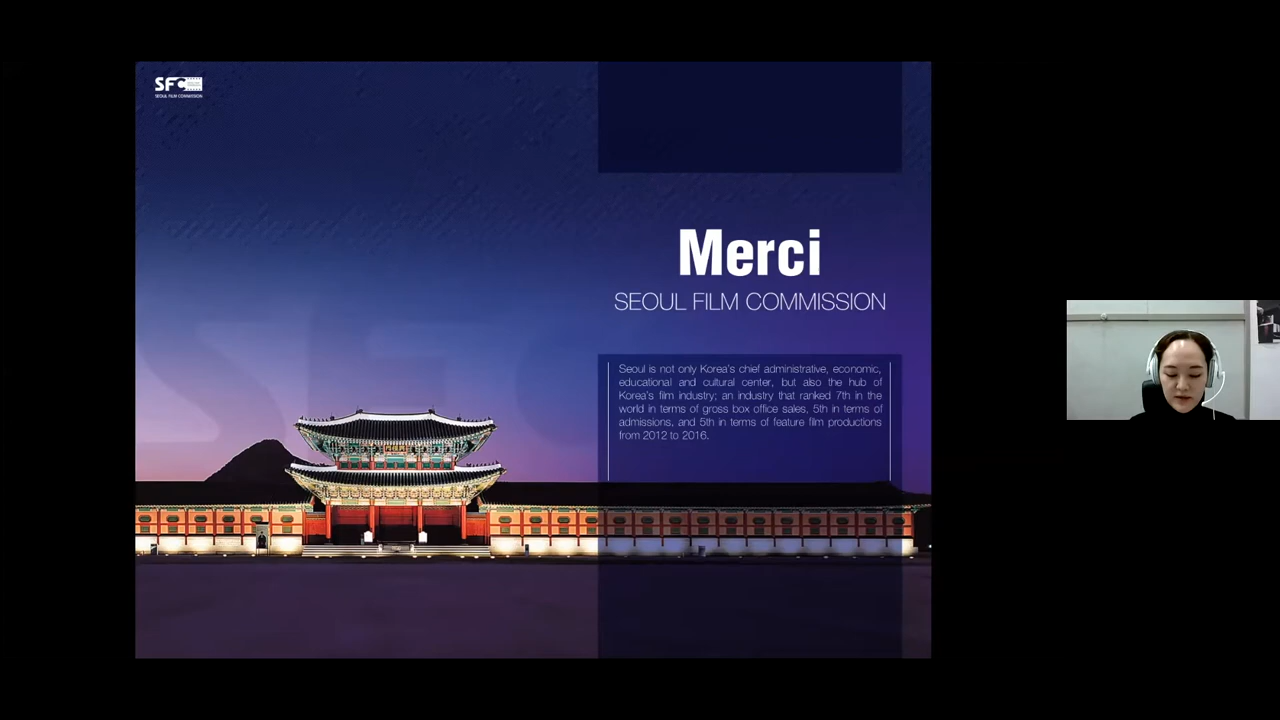 SFC
SEOUL FILM COMMISSION
Merci
SEOUL FILM COMMISSION
Seoul is not only Korea's chief administrative, economic,
educational and cultural center, but also the hub of
Korea's film industry; an industry that ranked 7th in the
world in terms of gross box office sales, 5th in terms of
admissions, and 5th in terms of feature film productions
from 2012 to 2016.